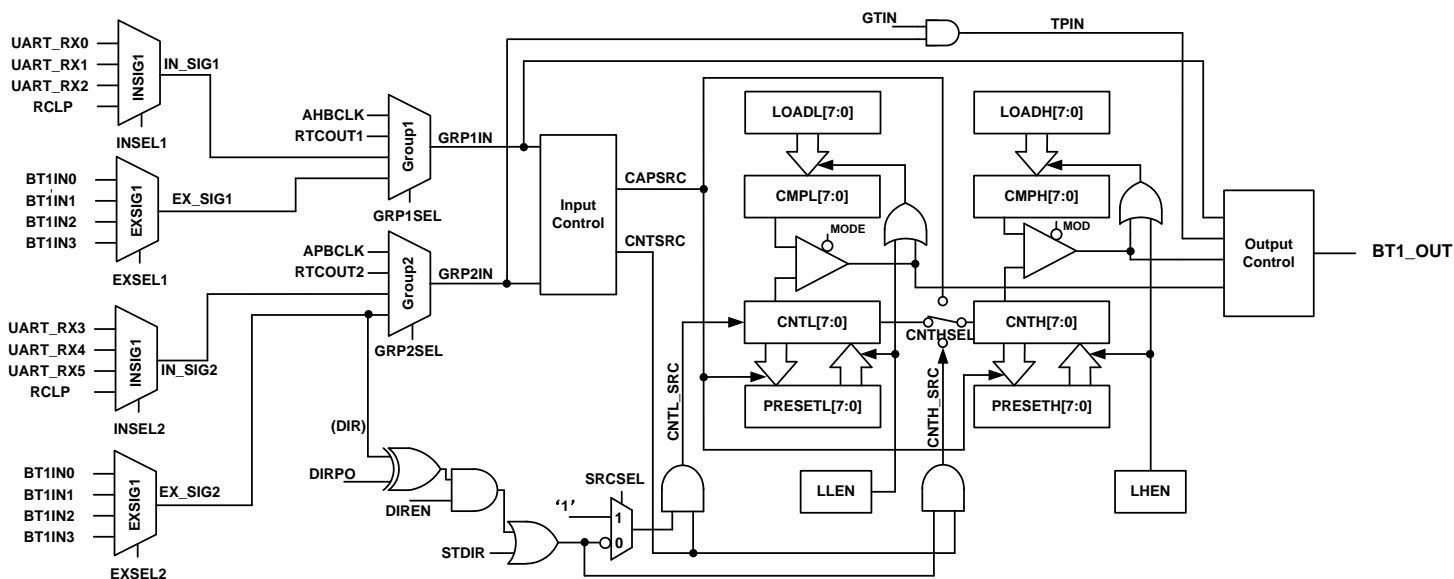 GTIN
TPIN
UART_RX0
UART_RX1
UART_RX2
RCLP
INSIG1
IN_SIG1
INSEL1
BT1IN0
BT1IN1
BT1IN2
BT1IN3
EXSIG1
EX_SIG1
EXSEL1
AHBCLK
RTCOUT1
Group1
GRP1IN
GRP1SEL
APBCLK
RTCOUT2
Group2
GRP2IN
GRP2SEL
UART_RX3
UART_RX4
UART_RX5
RCLP
INSIG1
IN_SIG2
INSEL2
BT1IN0
BT1IN1
BT1IN2
BT1IN3
EXSIG1
EX_SIG2
EXSEL2
Input
Control
CAPSRC
CNTSRC
LOADL[7:0]
CMPL[7:0]
MODE
CNTL[7:0]
PRESETL[7:0]
LOADH[7:0]
CMPH[7:0]
MOD
CNTHSEL
CNTH[7:0]
PRESETH[7:0]
Output
Control
BT1_OUT
(DIR)
DIRPO
DIREN
STDIR
SRCSEL
‘1’
1
0
CNTL_SRC
CNTH_SRC
LLEN
LHEN